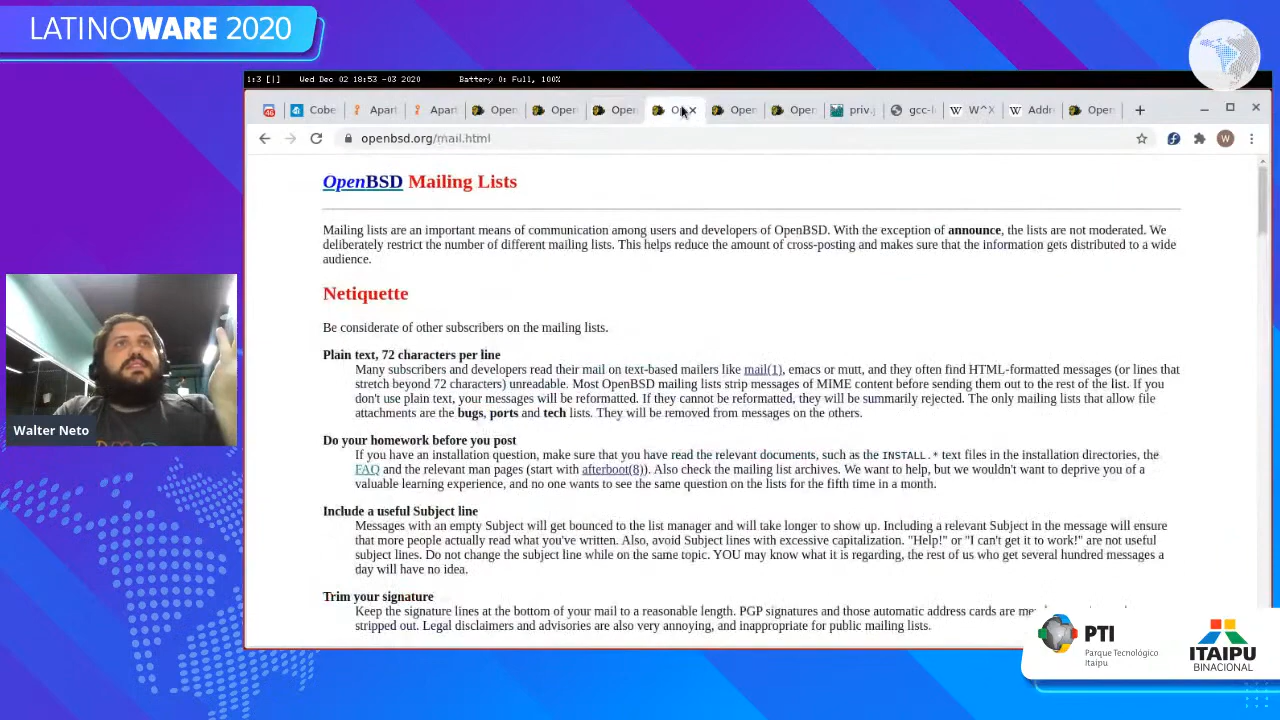 LATINOWARE 2020
1:3 [|] Wed Dec 02 18:53 -03 2020 Battery 0: Full, 100%
Cobe Apart Apart Open Open Open Op Open Open priv.j gcc-l W^X Addr Open
openbsd.org/mail.html
W
OpenBSD Mailing Lists
Mailing lists are an important means of communication among users and developers of OpenBSD. With the exception of announce, the lists are not moderated. We
deliberately restrict the number of different mailing lists. This helps reduce the amount of cross-posting and makes sure that the information gets distributed to a wide
audience.
Netiquette
Be considerate of other subscribers on the mailing lists.
Plain text, 72 characters per line
Many subscribers and developers read their mail on text-based mailers like mail(1), emacs or mutt, and they often find HTML-formatted messages (or lines that
stretch beyond 72 characters) unreadable. Most OpenBSD mailing lists strip messages of MIME content before sending them out to the rest of the list. If you
don't use plain text, your messages will be reformatted. If they cannot be reformatted, they will be summarily rejected. The only mailing lists that allow file
attachments are the bugs, ports and tech lists. They will be removed from messages on the others.
Walter Neto
Do your homework before you post
If you have an installation question, make sure that you have read the relevant documents, such as the INSTALL.* text files in the installation directories, the
FAQ and the relevant man pages (start with afterboot(8)). Also check the mailing list archives. We want to help, but we wouldn't want to deprive you of a
valuable learning experience, and no one wants to see the same question on the lists for the fifth time in a month.
Include a useful Subject line
Messages with an empty Subject will get bounced to the list manager and will take longer to show up. Including a relevant Subject in the message will ensure
that more people actually read what you've written. Also, avoid Subject lines with excessive capitalization. "Help!" or "I can't get it to work!" are not useful
subject lines. Do not change the subject line while on the same topic. YOU may know what it is regarding, the rest of us who get several hundred messages a
day will have no idea.
Trim your signature
Keep the signature lines at the bottom of your mail to a reasonable length. PGP signatures and those automatic address cards are
stripped out. Legal disclaimers and advisories are also very annoying, and inappropriate for public mailing lists.
PTI
Parque Tecnológico
Itaipu
ITAIPU
BINACIONAL